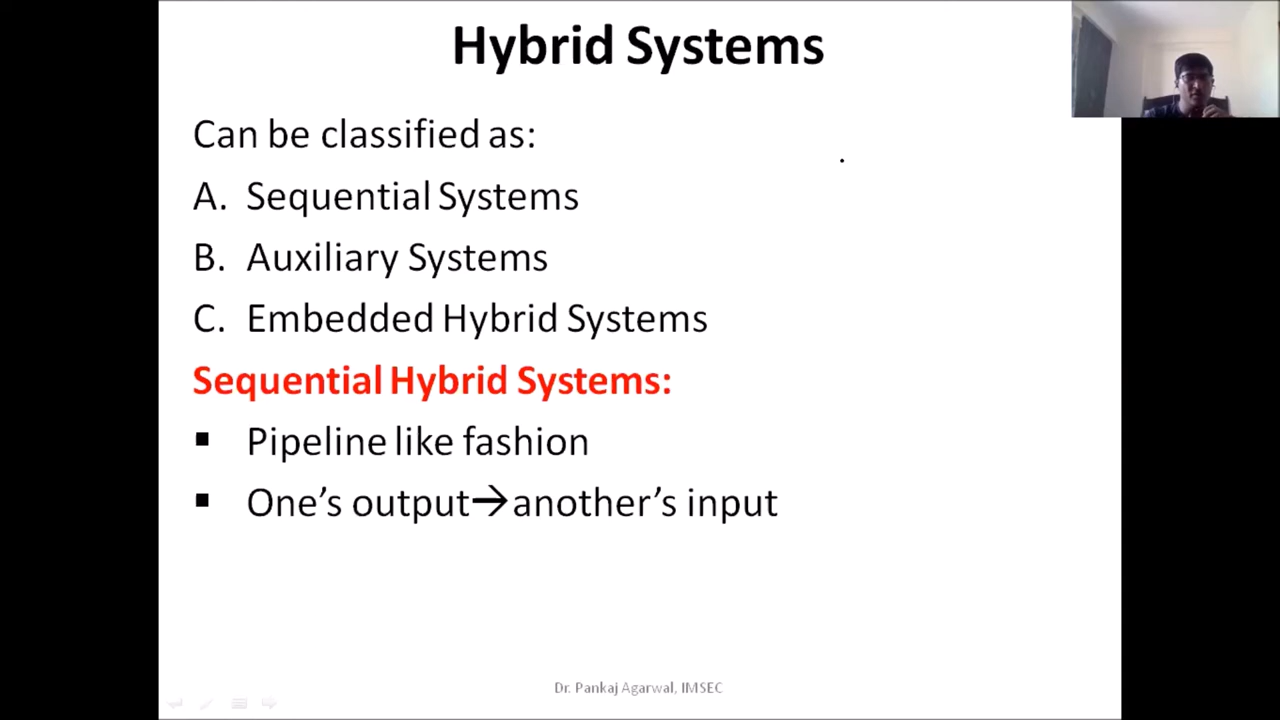 Hybrid Systems
Can be classified as:
A. Sequential Systems
B. Auxiliary Systems
C. Embedded Hybrid Systems
Sequential Hybrid Systems:
▪ Pipeline like fashion
▪ One’s output→another’s input
Dr. Pankaj Agarwal, IMSEC